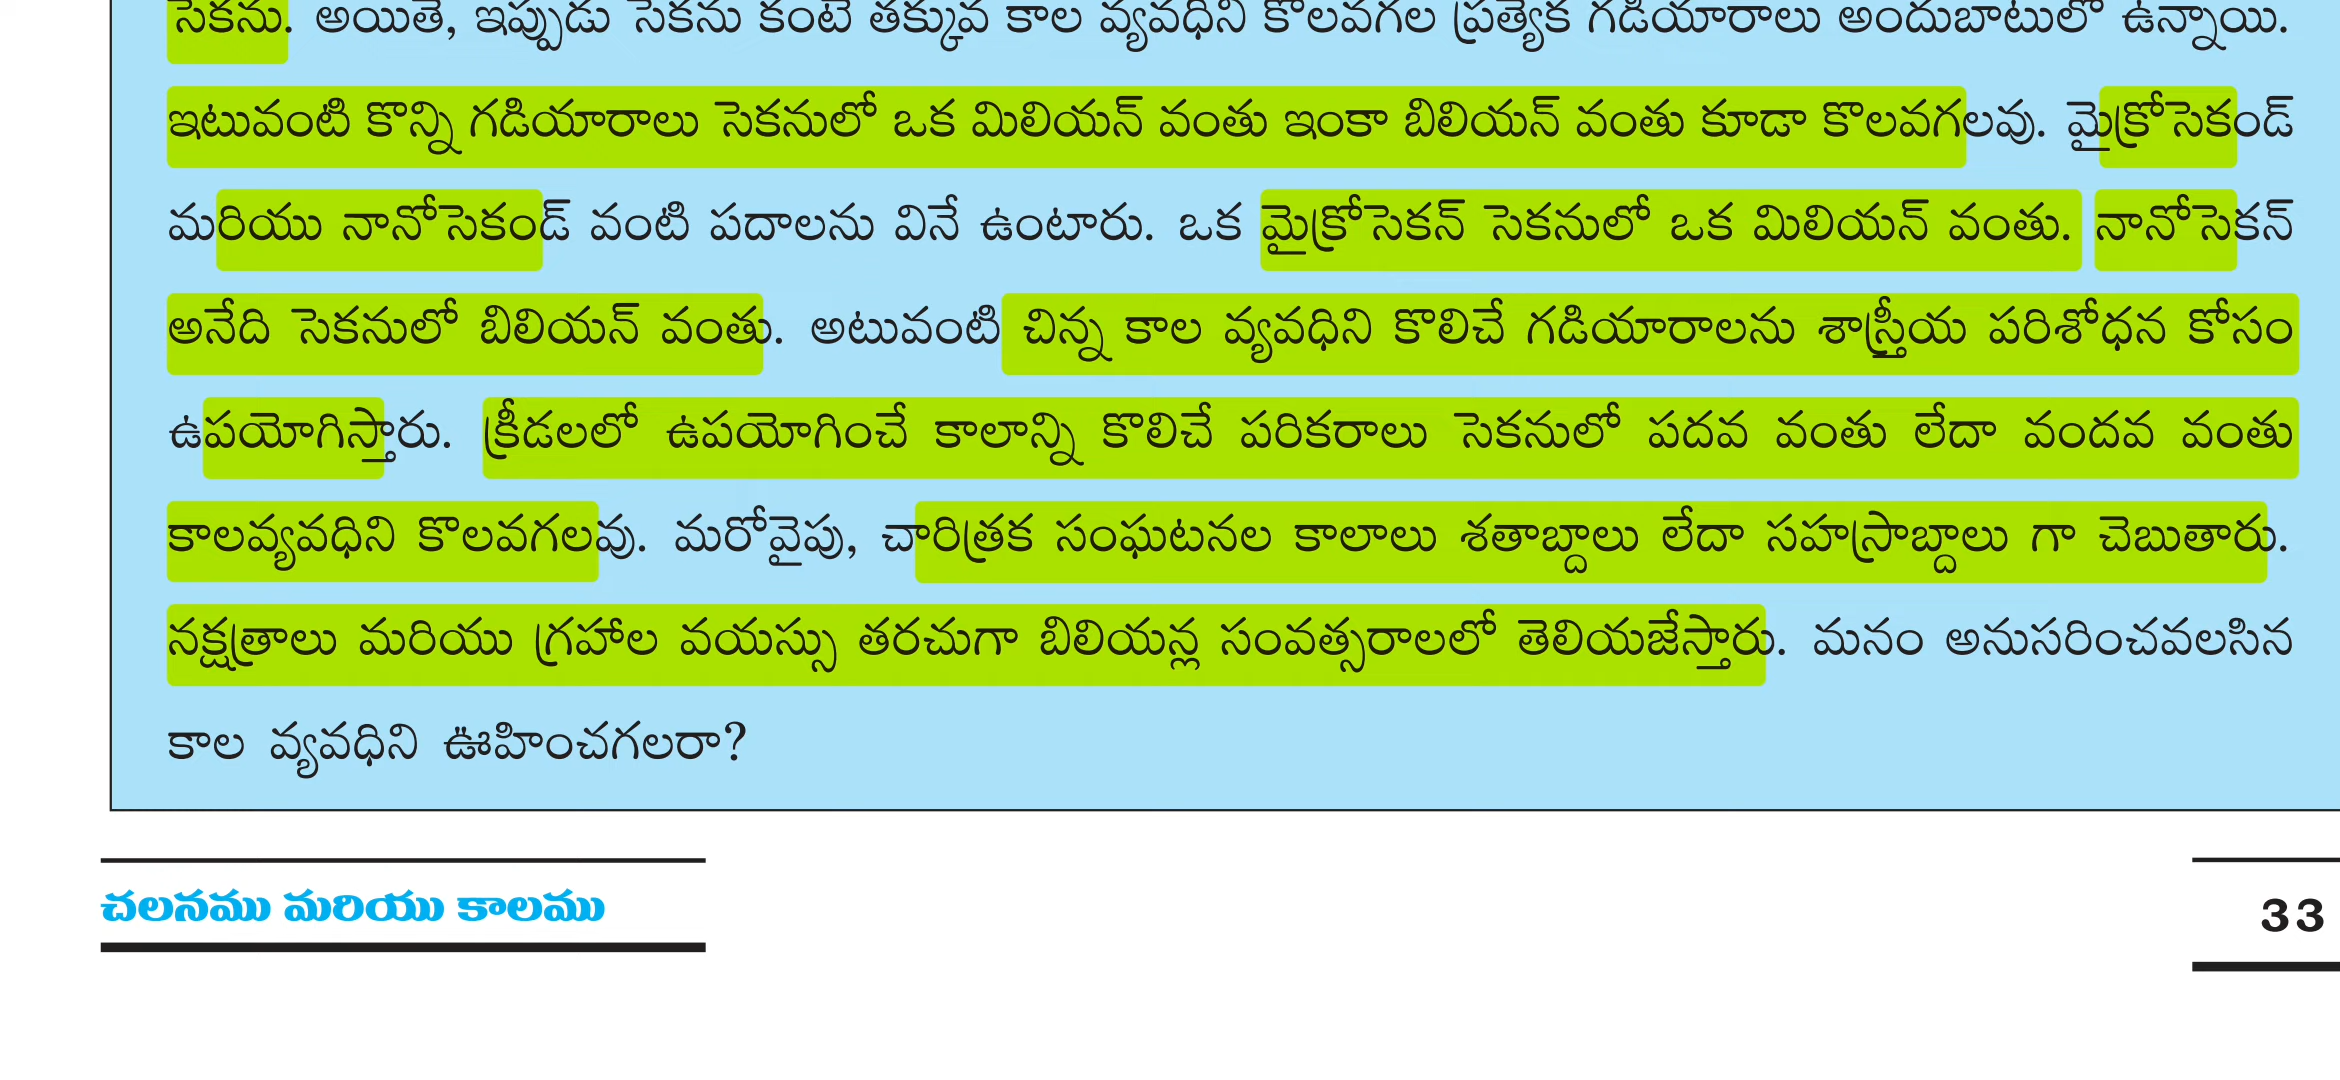 సెకను. అయితే, ఇప్పుడు సెకను కంటే తక్కువ కాల వ్యవధిని కొలవగల ప్రత్యేక గడియారాలు అందుబాటులో ఉన్నాయి.
ఇటువంటి కొన్ని గడియారాలు సెకనులో ఒక మిలియన్ వంతు ఇంకా బిలియన్ వంతు కూడా కొలవగలవు. మైక్రోసెకండ్
మరియు నానోసెకండ్ వంటి పదాలను వినే ఉంటారు. ఒక మైక్రోసెకన్ సెకనులో ఒక మిలియన్ వంతు. నానోసెకన్
అనేది సెకనులో బిలియన్ వంతు. అటువంటి చిన్న కాల వ్యవధిని కొలిచే గడియారాలను శాస్త్రీయ పరిశోధన కోసం
ఉపయోగిస్తారు. క్రీడలలో ఉపయోగించే కాలాన్ని కొలిచే పరికరాలు సెకనులో పదవ వంతు లేదా వందవ వంతు
కాలవ్యవధిని కొలవగలవు. మరోవైపు, చారిత్రక సంఘటనల కాలాలు శతాబ్దాలు లేదా సహస్రాబ్దాలు గా చెబుతారు.
నక్షత్రాలు మరియు గ్రహాల వయస్సు తరచుగా బిలియన్ల సంవత్సరాలలో తెలియజేస్తారు. మనం అనుసరించవలసిన
కాల వ్యవధిని ఊహించగలరా?
చలనము మరియు కాలము
33